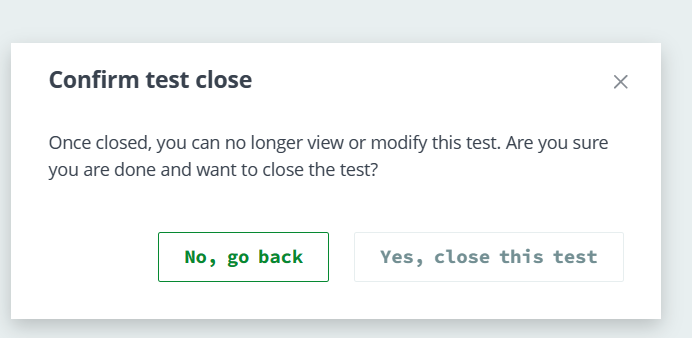 Confirm test close
Once closed, you can no longer view or modify this test. Are you sure
you are done and want to close the test?
No, go back
Yes, close this test